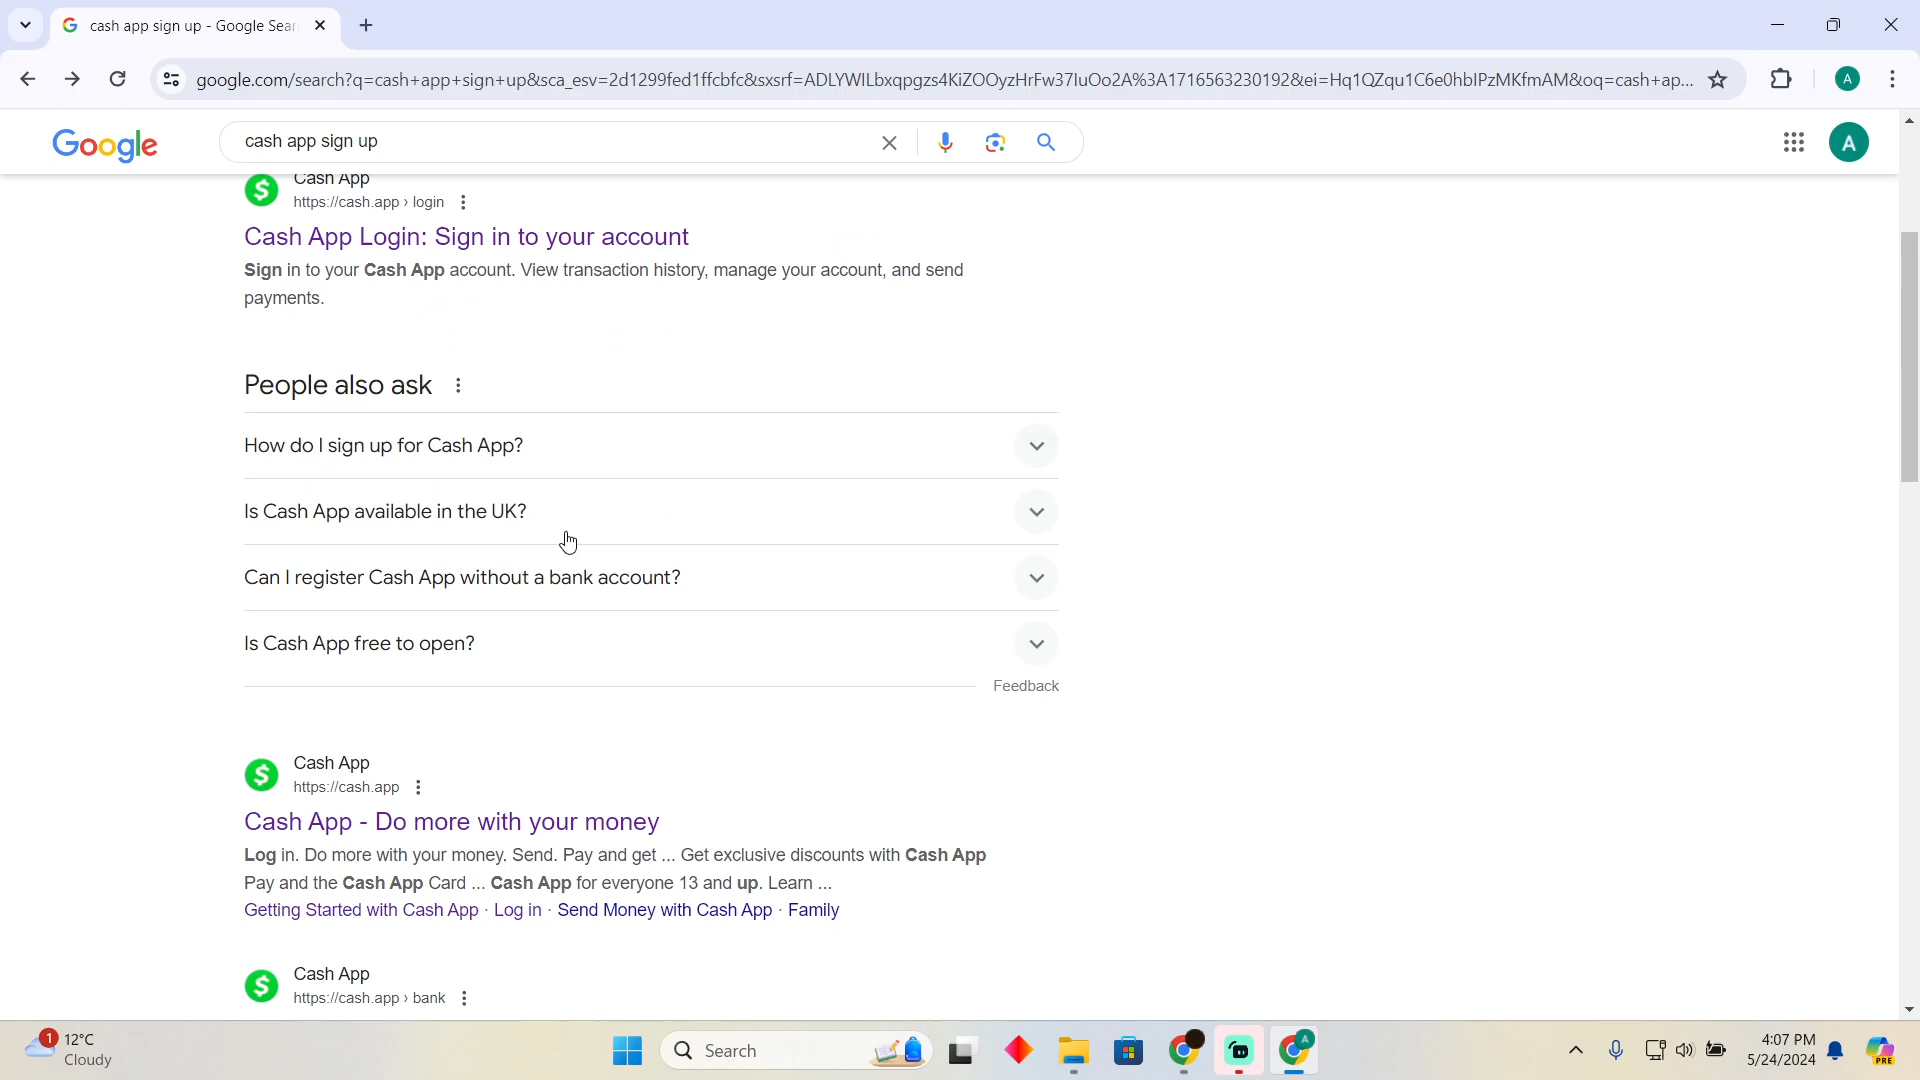 cash app sign up - Google Sear
google.com/search?q=cash+app+sign+up&sca_esv=2d1299fed1ffcbfc&sxsrf=ADLYWILbxqpgzs4KiZOOyzHrFw37IuOo2A%3A1716563230192&ei=Hq1QZqu1C6e0hbIPzMKfmAM&oq=cash+ap...
A
Google
cash app sign up
A
Cash App
https://cash.app › login
Cash App Login: Sign in to your account
Sign in to your Cash App account. View transaction history, manage your account, and send
payments.
People also ask
How do I sign up for Cash App?
Is Cash App available in the UK?
Can I register Cash App without a bank account?
Is Cash App free to open?
Feedback
Cash App
https://cash.app
Cash App - Do more with your money
Log in. Do more with your money. Send. Pay and get ... Get exclusive discounts with Cash App
Pay and the Cash App Card ... Cash App for everyone 13 and up. Learn ...
Getting Started with Cash App · Log in · Send Money with Cash App · Family
Cash App
https://cash.app › bank
1
12°C
Cloudy
Search
A
4:07 PM
5/24/2024
PRE